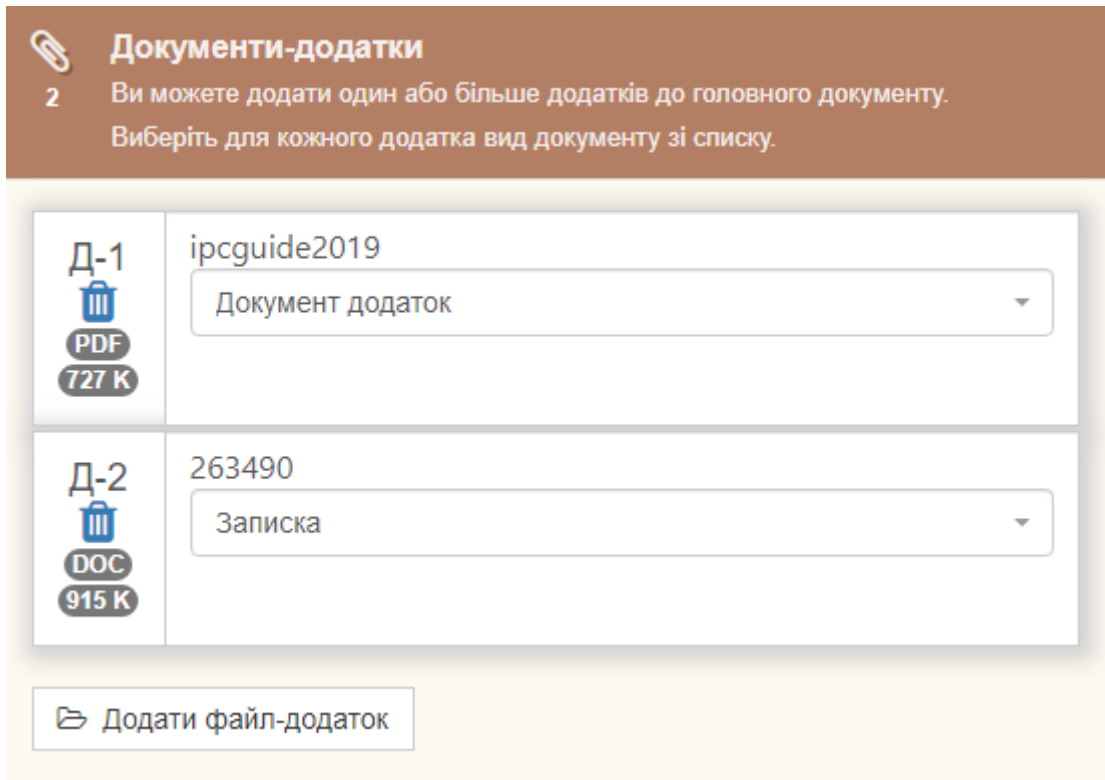 Документи-додатки
2
Ви можете додати один або більше додатків до головного документу.
Виберіть для кожного додатка вид документу зі списку.
Д-1
ipcguide2019
Документ додаток
PDF
727 K
Д-2
263490
Записка
DOC
915 K
Додати файл-додаток